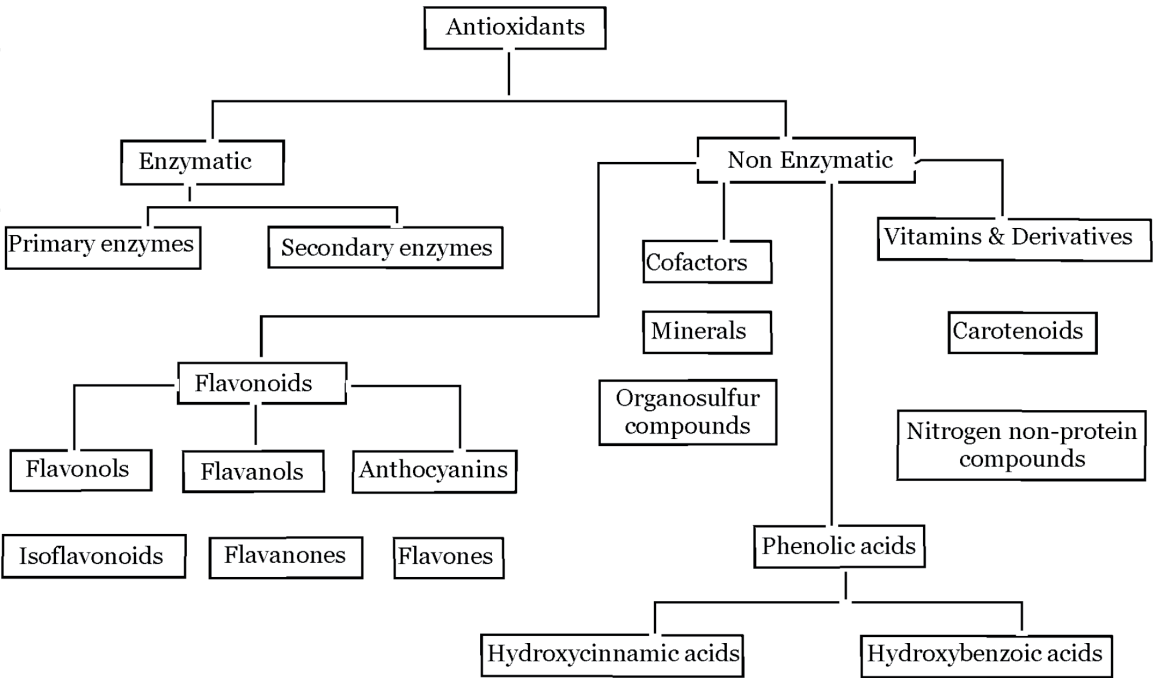 Antioxidants
Enzymatic
Non Enzymatic
Primary enzymes
Secondary enzymes
Cofactors
Vitamins & Derivatives
Minerals
Carotenoids
Flavonoids
Organosulfur
compounds
Nitrogen non-protein
compounds
Flavonols
Flavanols
Anthocyanins
Isoflavonoids
Flavanones
Flavones
Phenolic acids
Hydroxycinnamic acids
Hydroxybenzoic acids